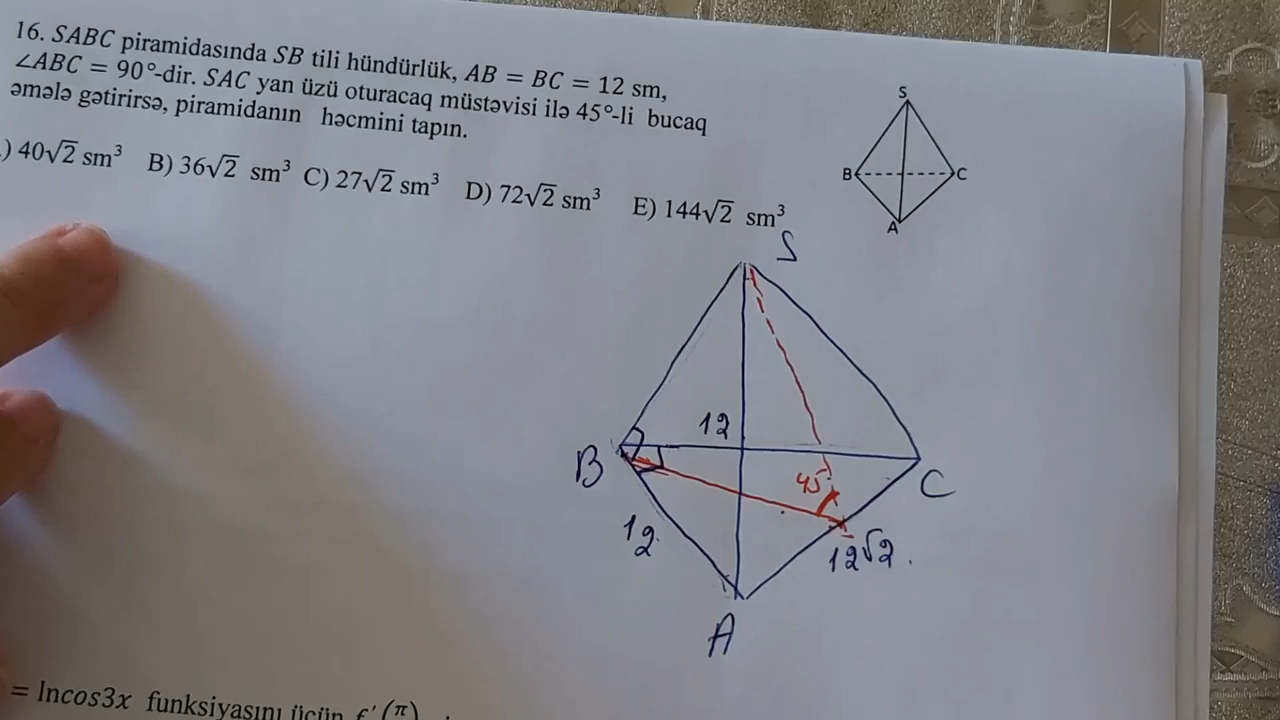 16. SABC piramidasında SB tili hündürlük, AB = BC = 12 sm,
∠ABC = 90°-dir. SAC yan üzü oturacaq müstəvisi ilə 45°-li bucaq
əmələ gətirirsə, piramidanın həcmini tapın.
) 40√2 sm³ B) 36√2 sm³ C) 27√2 sm³ D) 72√2 sm³ E) 144√2 sm³
S
B
C
A
S
12
B
45°
C
12
12√2.
A
= lncos3x funksiyasını üçün f′(π)